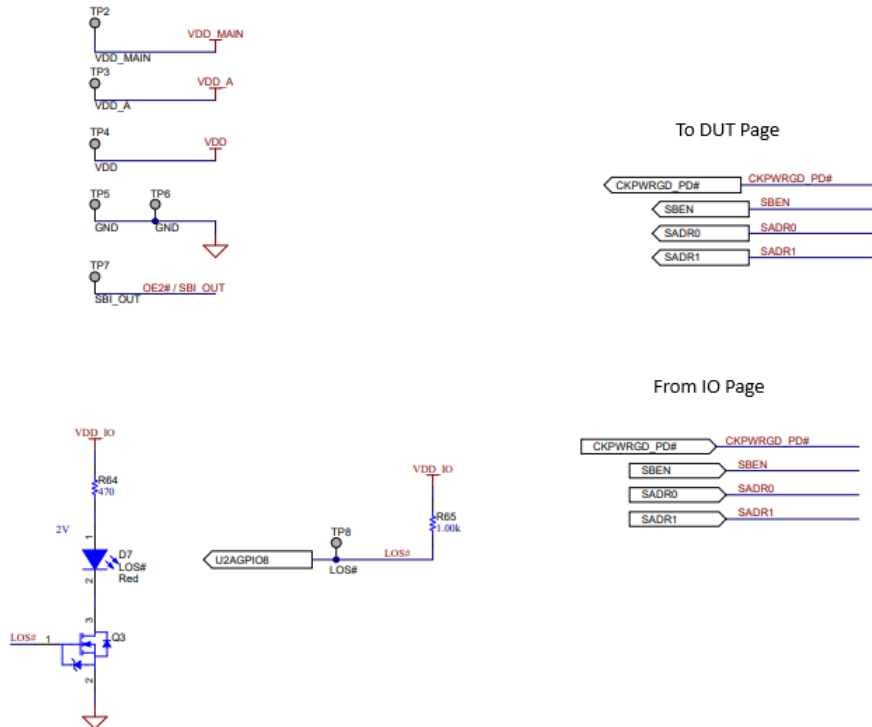 TP2
VDD_MAIN
VDD_MAIN
TP3
VDD_A
VDD_A
TP4
VDD
VDD
TP5
TP6
GND
GND
TP7
OE2# / SBI_OUT
SBI_OUT
To DUT Page
CKPWRGD_PD#
CKPWRGD_PD#
SBEN
SBEN
SADR0
SADR0
SADR1
SADR1
VDD_IO
R64
470
2V
1
D7
LOS#
Red
2
3
LOS#
1
Q3
2
VDD_IO
R65
1.00k
TP8
U2AGPIO8
LOS#
LOS#
From IO Page
CKPWRGD_PD#
CKPWRGD_PD#
SBEN
SBEN
SADR0
SADR0
SADR1
SADR1